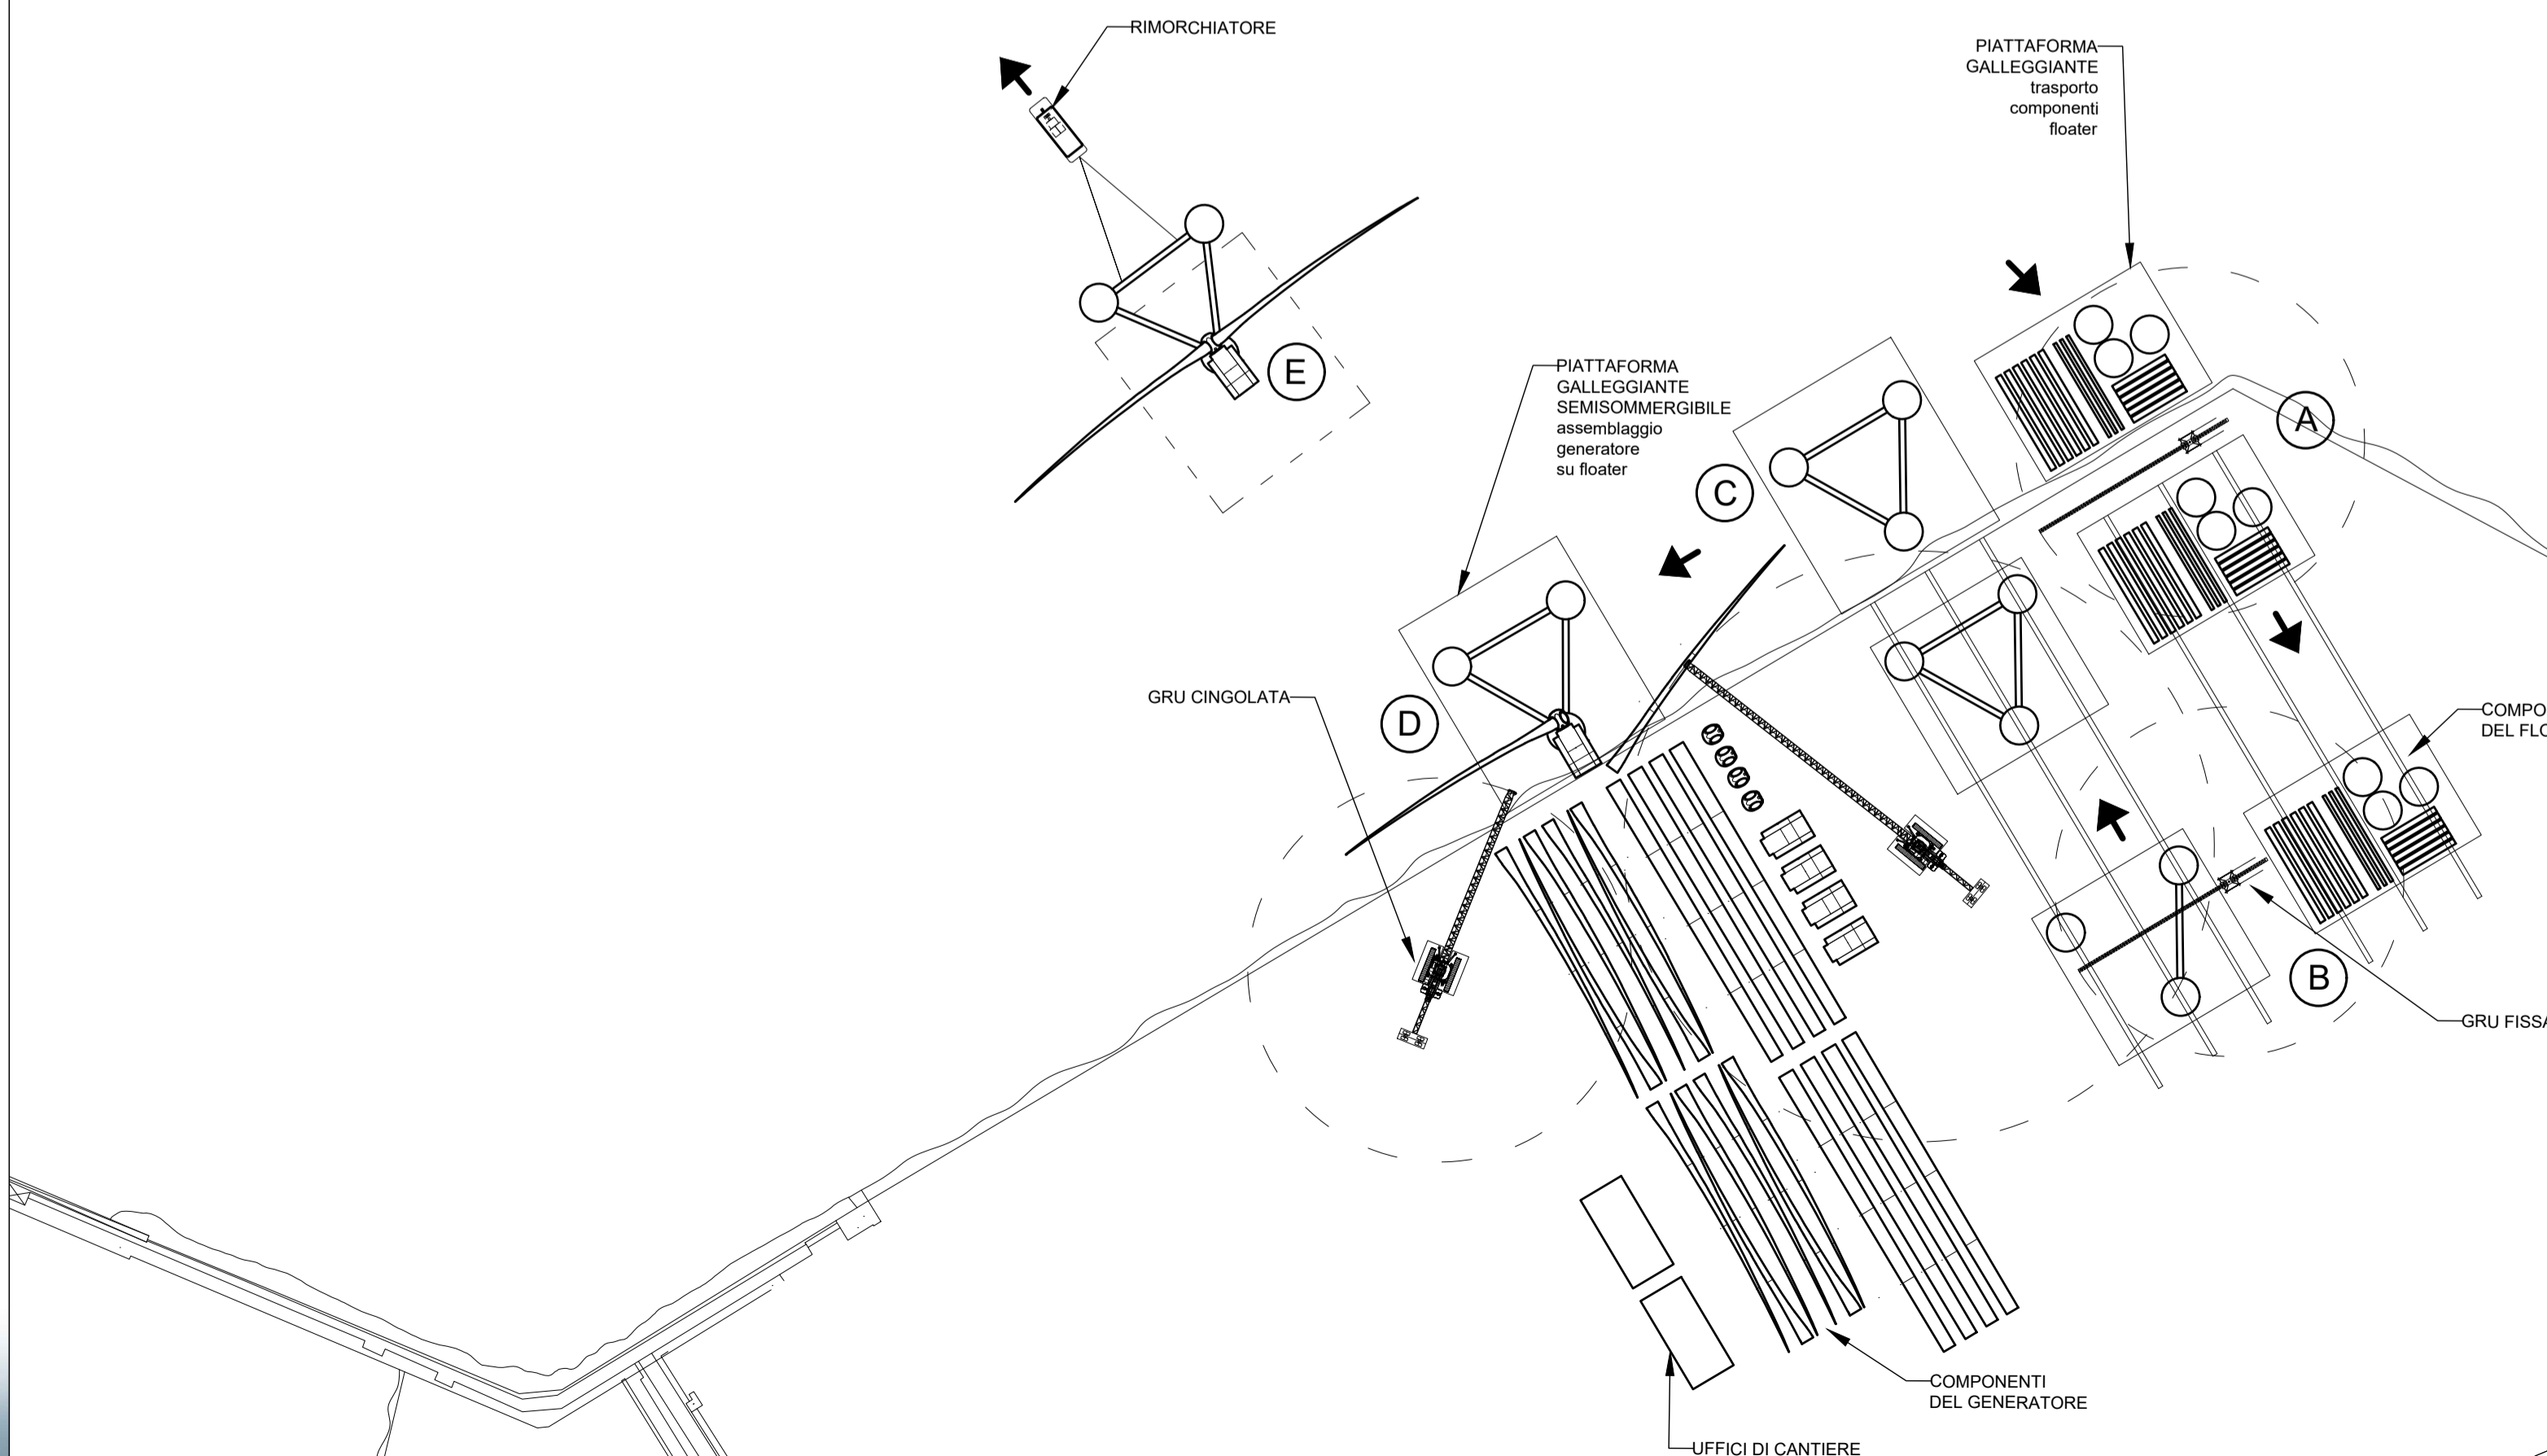 RIMORCHIATORE
PIATTAFORMA
GALLEGGIANTE
trasporto
componenti
floater
E
PIATTAFORMA
GALLEGGIANTE
SEMISOMMERGIBILE
assemblaggio
generatore
su floater
A
C
GRU CINGOLATA
D
COMPO
DEL FLO
B
GRU FISSA
COMPONENTI
DEL GENERATORE
UFFICI DI CANTIERE